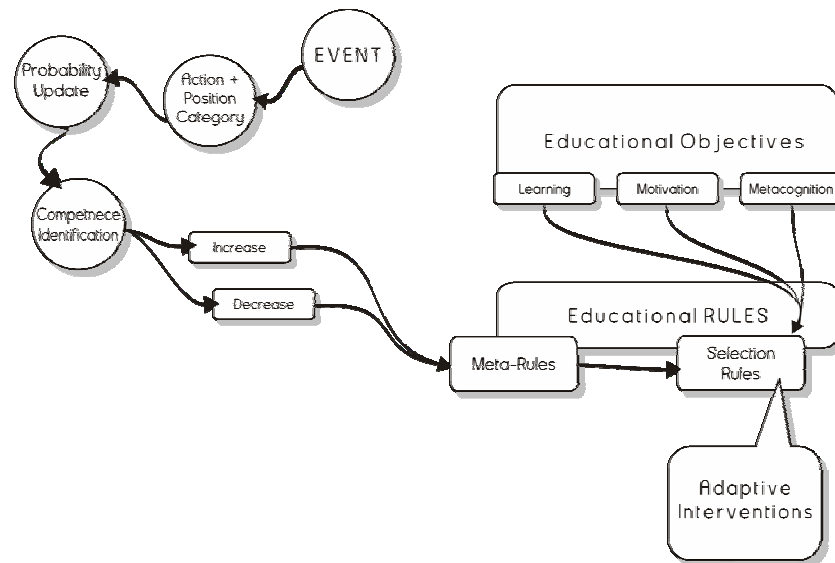 EVENT
Action +
Position
Category
Probability
Update
Competnece
Identification
Increase
Decrease
Educational Objectives
Learning
Motivation
Metacognition
Educational RULES
Meta-Rules
Selection
Rules
Adaptive
Interventions